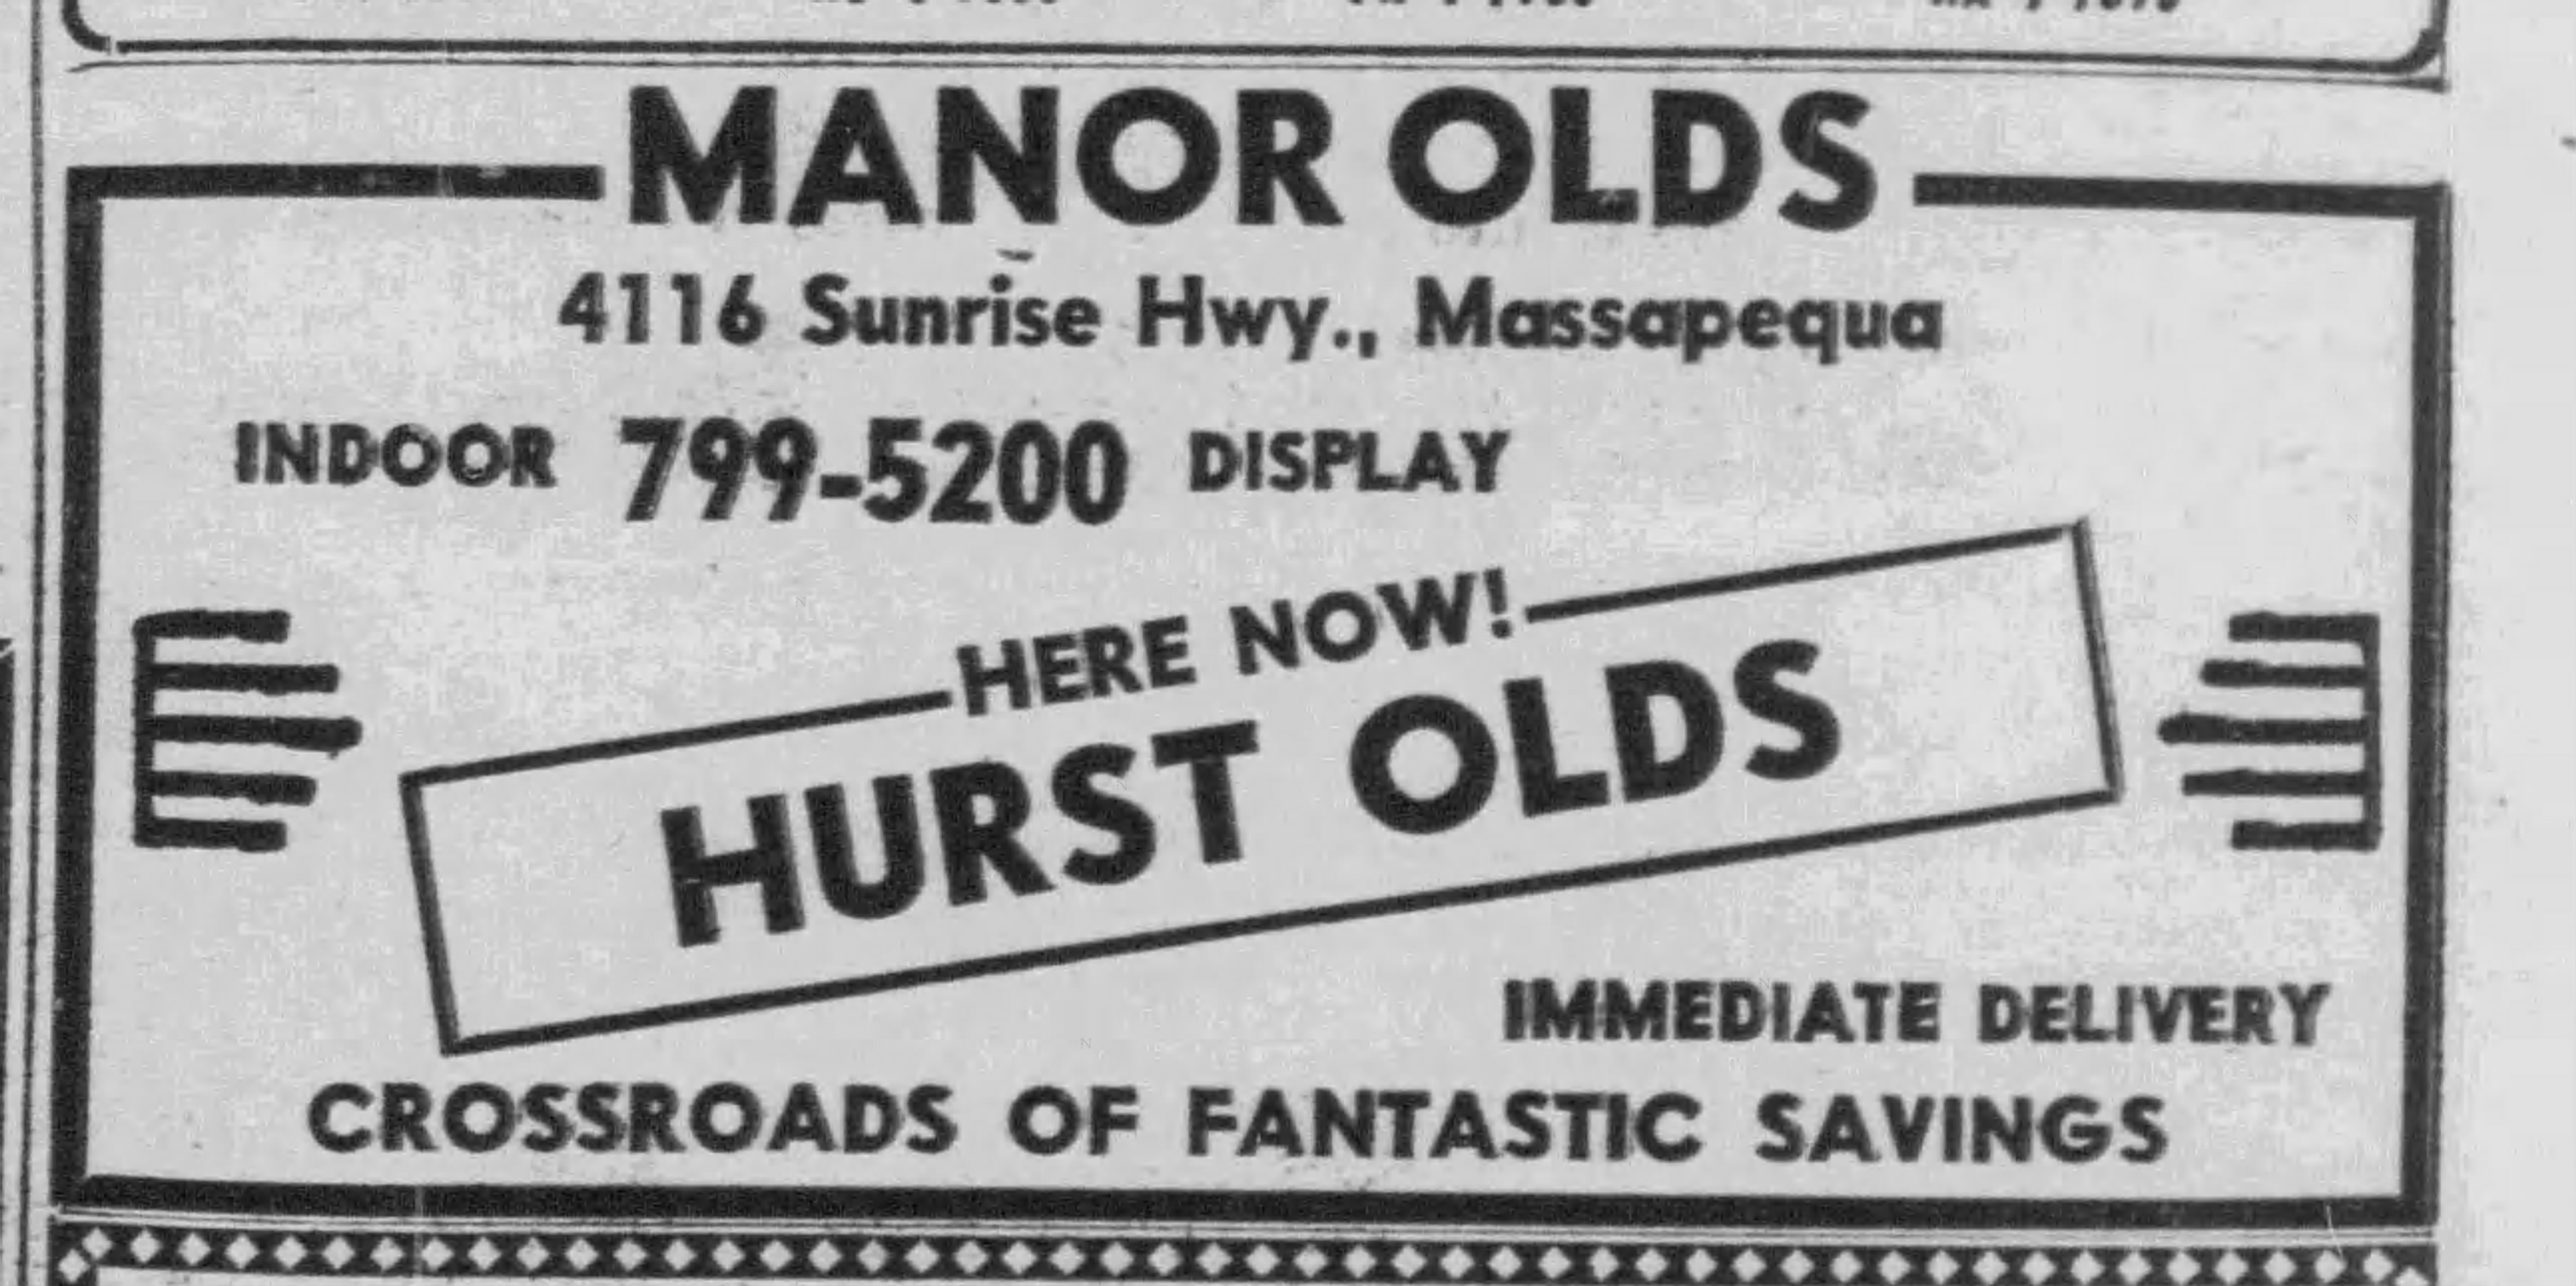 MANOR OLDS
4116 Sunrise Hwy., Massapequa
INDOOR 799-5200 DISPLAY
HERE NOW!
HURST OLDS
IMMEDIATE DELIVERY
CROSSROADS OF FANTASTIC SAVINGS